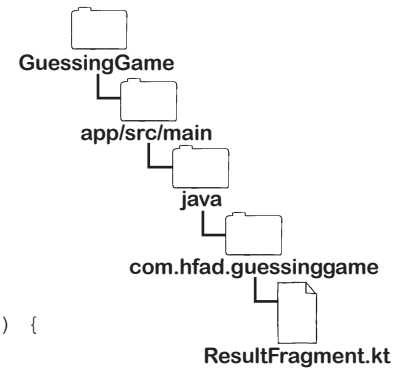 GuessingGame
app/src/main
java
com.hfad.guessinggame
) {
ResultFragment.kt